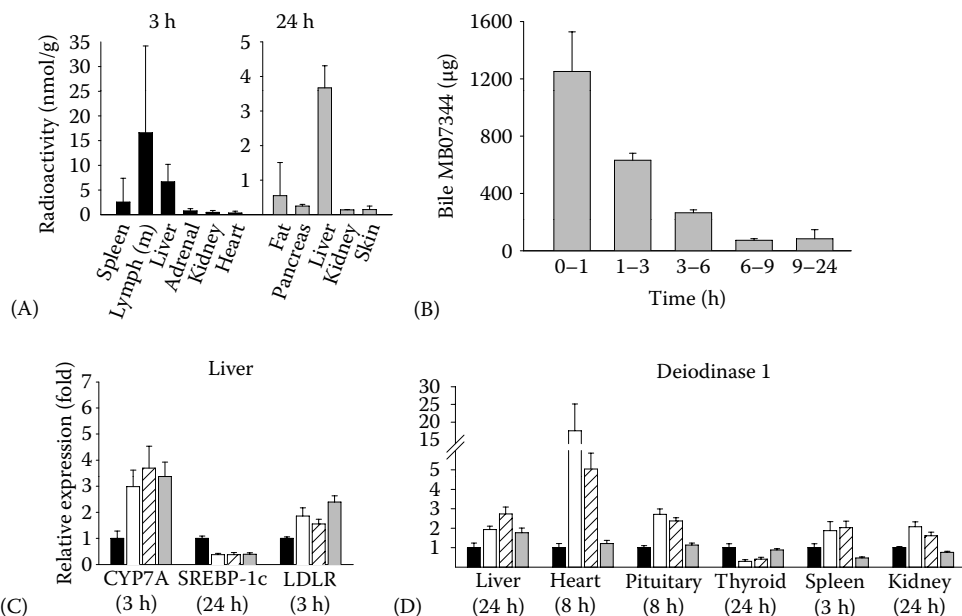 3 h
24 h
Radioactivity (nmol/g)
35
30
25
20
15
10
5
0
5
4
3
2
1
0
Spleen
Lymph (m)
Liver
Adrenal
Kidney
Heart
Fat
Pancreas
Liver
Kidney
Skin
(A)
Bile MB07344 (µg)
1600
1200
800
400
0
0–1 1–3 3–6 6–9 9–24
Time (h)
(B)
Liver
Relative expression (fold)
7
6
5
4
3
2
1
0
CYP7A SREBP-1c LDLR
(3 h) (24 h) (3 h)
(C)
Deiodinase 1
30
25
20
15
5
3
2
1
Liver Heart Pituitary Thyroid Spleen Kidney
(24 h) (8 h) (8 h) (24 h) (3 h) (24 h)
(D)